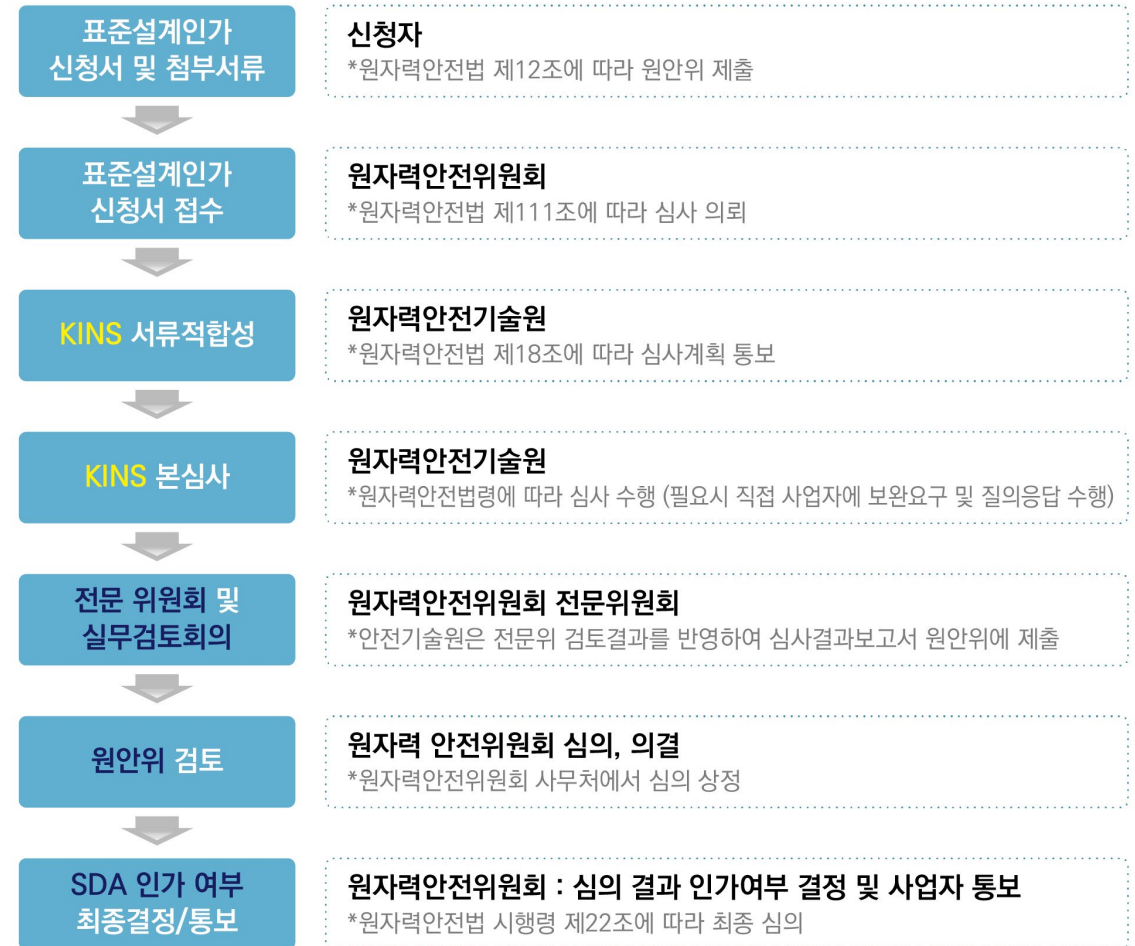 표준설계인가
신청서 및 첨부서류
신청자
*원자력안전법 제12조에 따라 원안위 제출
표준설계인가
신청서 접수
원자력안전위원회
*원자력안전법 제111조에 따라 심사 의뢰
KINS 서류적합성
원자력안전기술원
*원자력안전법 제18조에 따라 심사계획 통보
KINS 본심사
원자력안전기술원
*원자력안전법령에 따라 심사 수행 (필요시 직접 사업자에 보완요구 및 질의응답 수행)
전문 위원회 및
실무검토회의
원자력안전위원회 전문위원회
*안전기술원은 전문위 검토결과를 반영하여 심사결과보고서 원안위에 제출
원안위 검토
원자력 안전위원회 심의, 의결
*원자력안전위원회 사무처에서 심의 상정
SDA 인가 여부
최종결정/통보
원자력안전위원회 : 심의 결과 인가여부 결정 및 사업자 통보
*원자력안전법 시행령 제22조에 따라 최종 심의